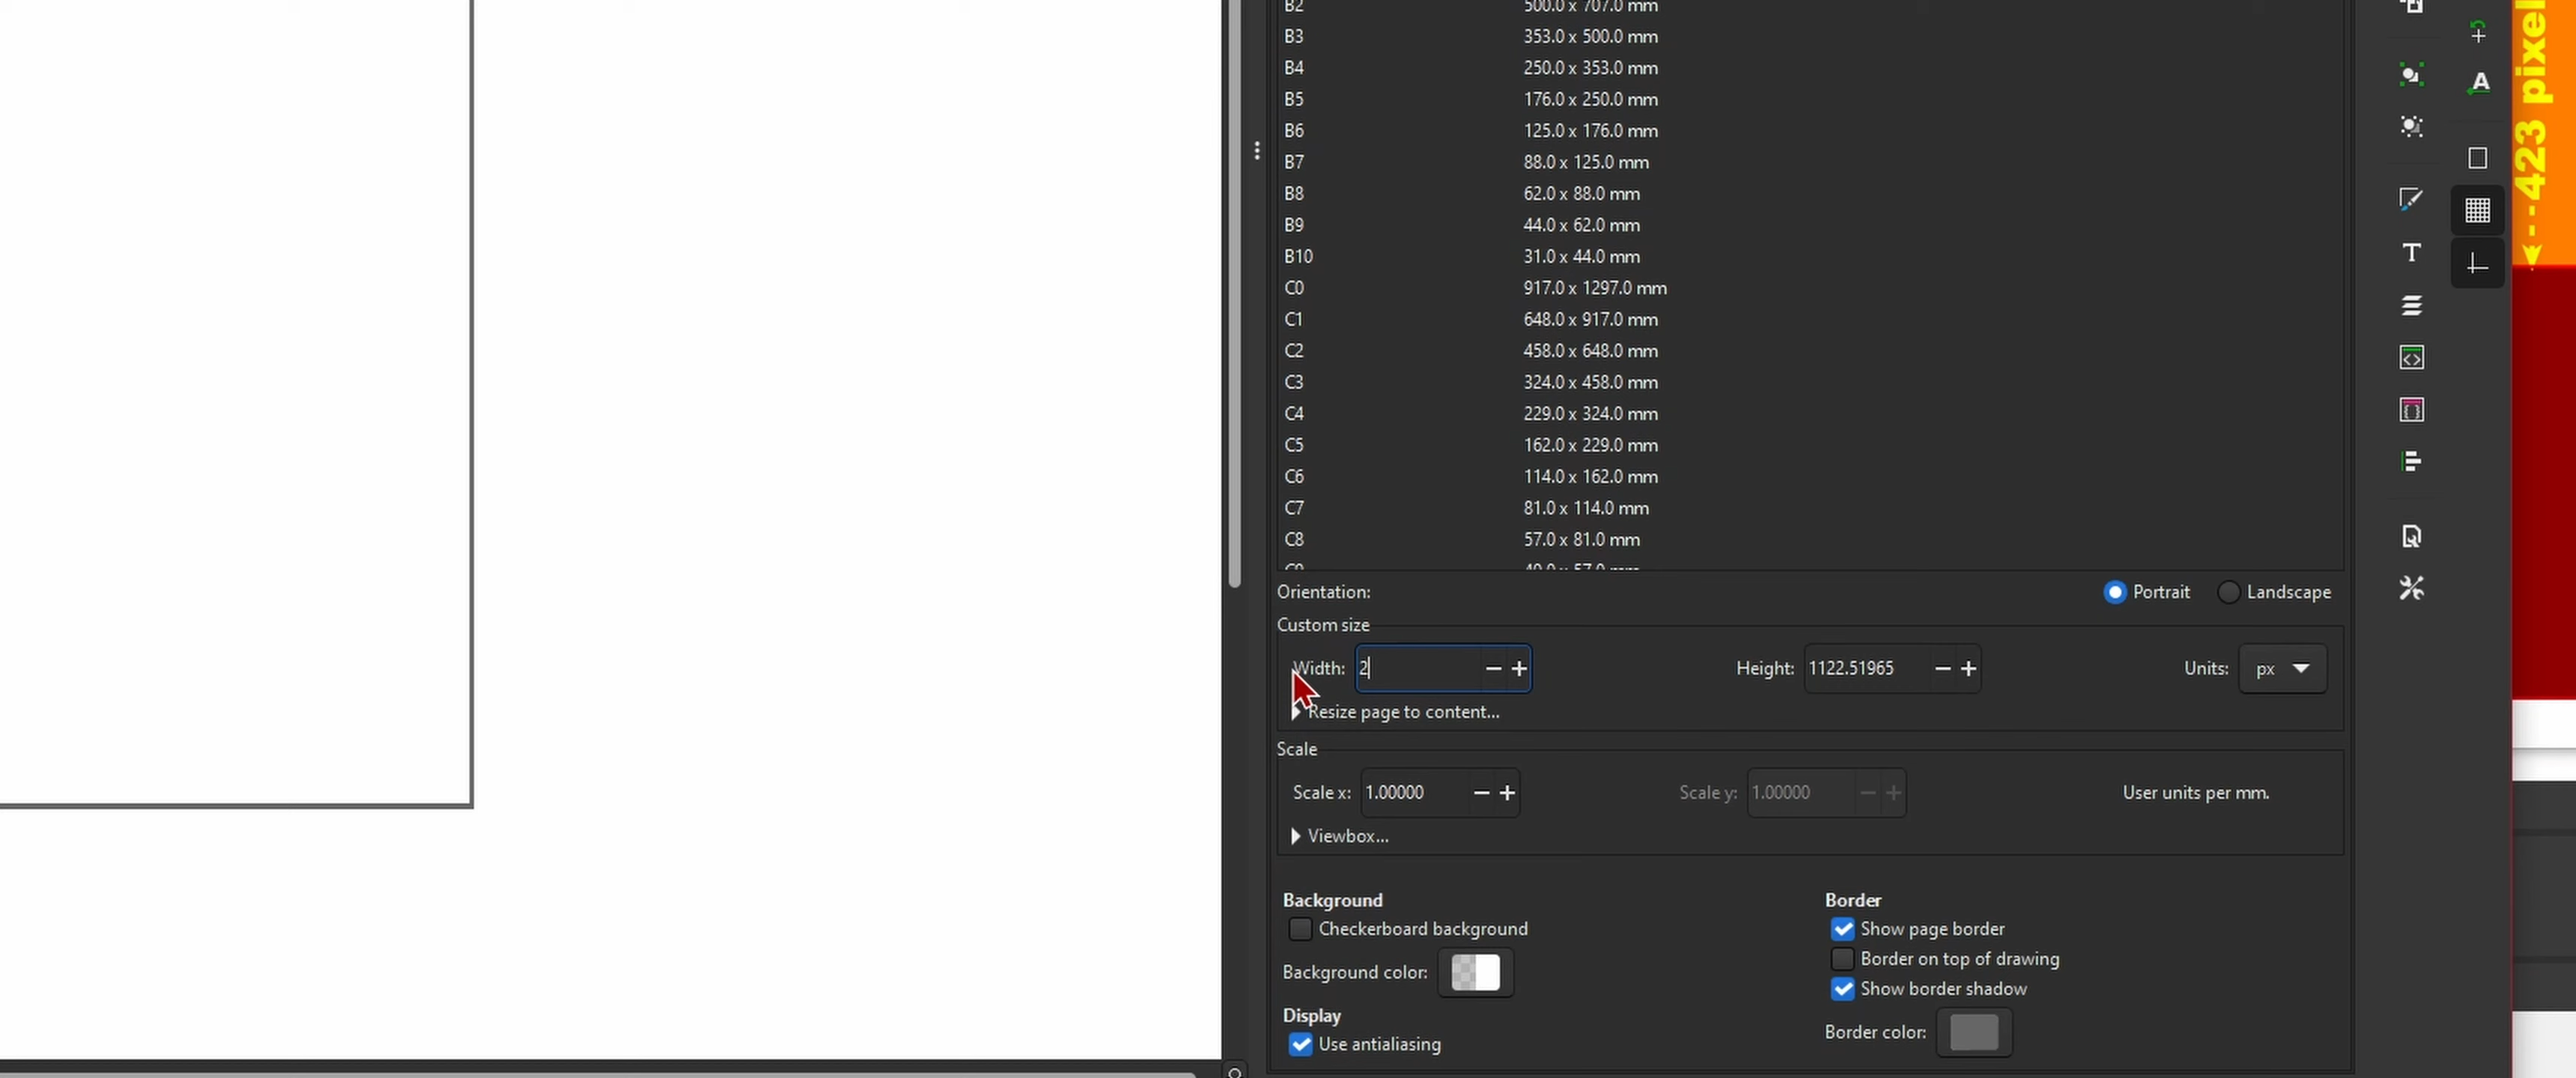 B2 500.0 x 707.0 mm
B3 353.0 x 500.0 mm
B4 250.0 x 353.0 mm
B5 176.0 x 250.0 mm
B6 125.0 x 176.0 mm
B7 88.0 x 125.0 mm
B8 62.0 x 88.0 mm
B9 44.0 x 62.0 mm
B10 31.0 x 44.0 mm
C0 917.0 x 1297.0 mm
C1 648.0 x 917.0 mm
C2 458.0 x 648.0 mm
C3 324.0 x 458.0 mm
C4 229.0 x 324.0 mm
C5 162.0 x 229.0 mm
C6 114.0 x 162.0 mm
C7 81.0 x 114.0 mm
C8 57.0 x 81.0 mm
C9 40.0 x 57.0 mm
Orientation: Portrait Landscape
Custom size
Width: 2 Height: 1122.51965 Units: px
Resize page to content...
Scale
Scale x: 1.00000 Scale y: 1.00000 User units per mm.
Viewbox...
Background Border
Checkerboard background Show page border
Border on top of drawing
Background color: Show border shadow
Display
Use antialiasing Border color:
423 pixel